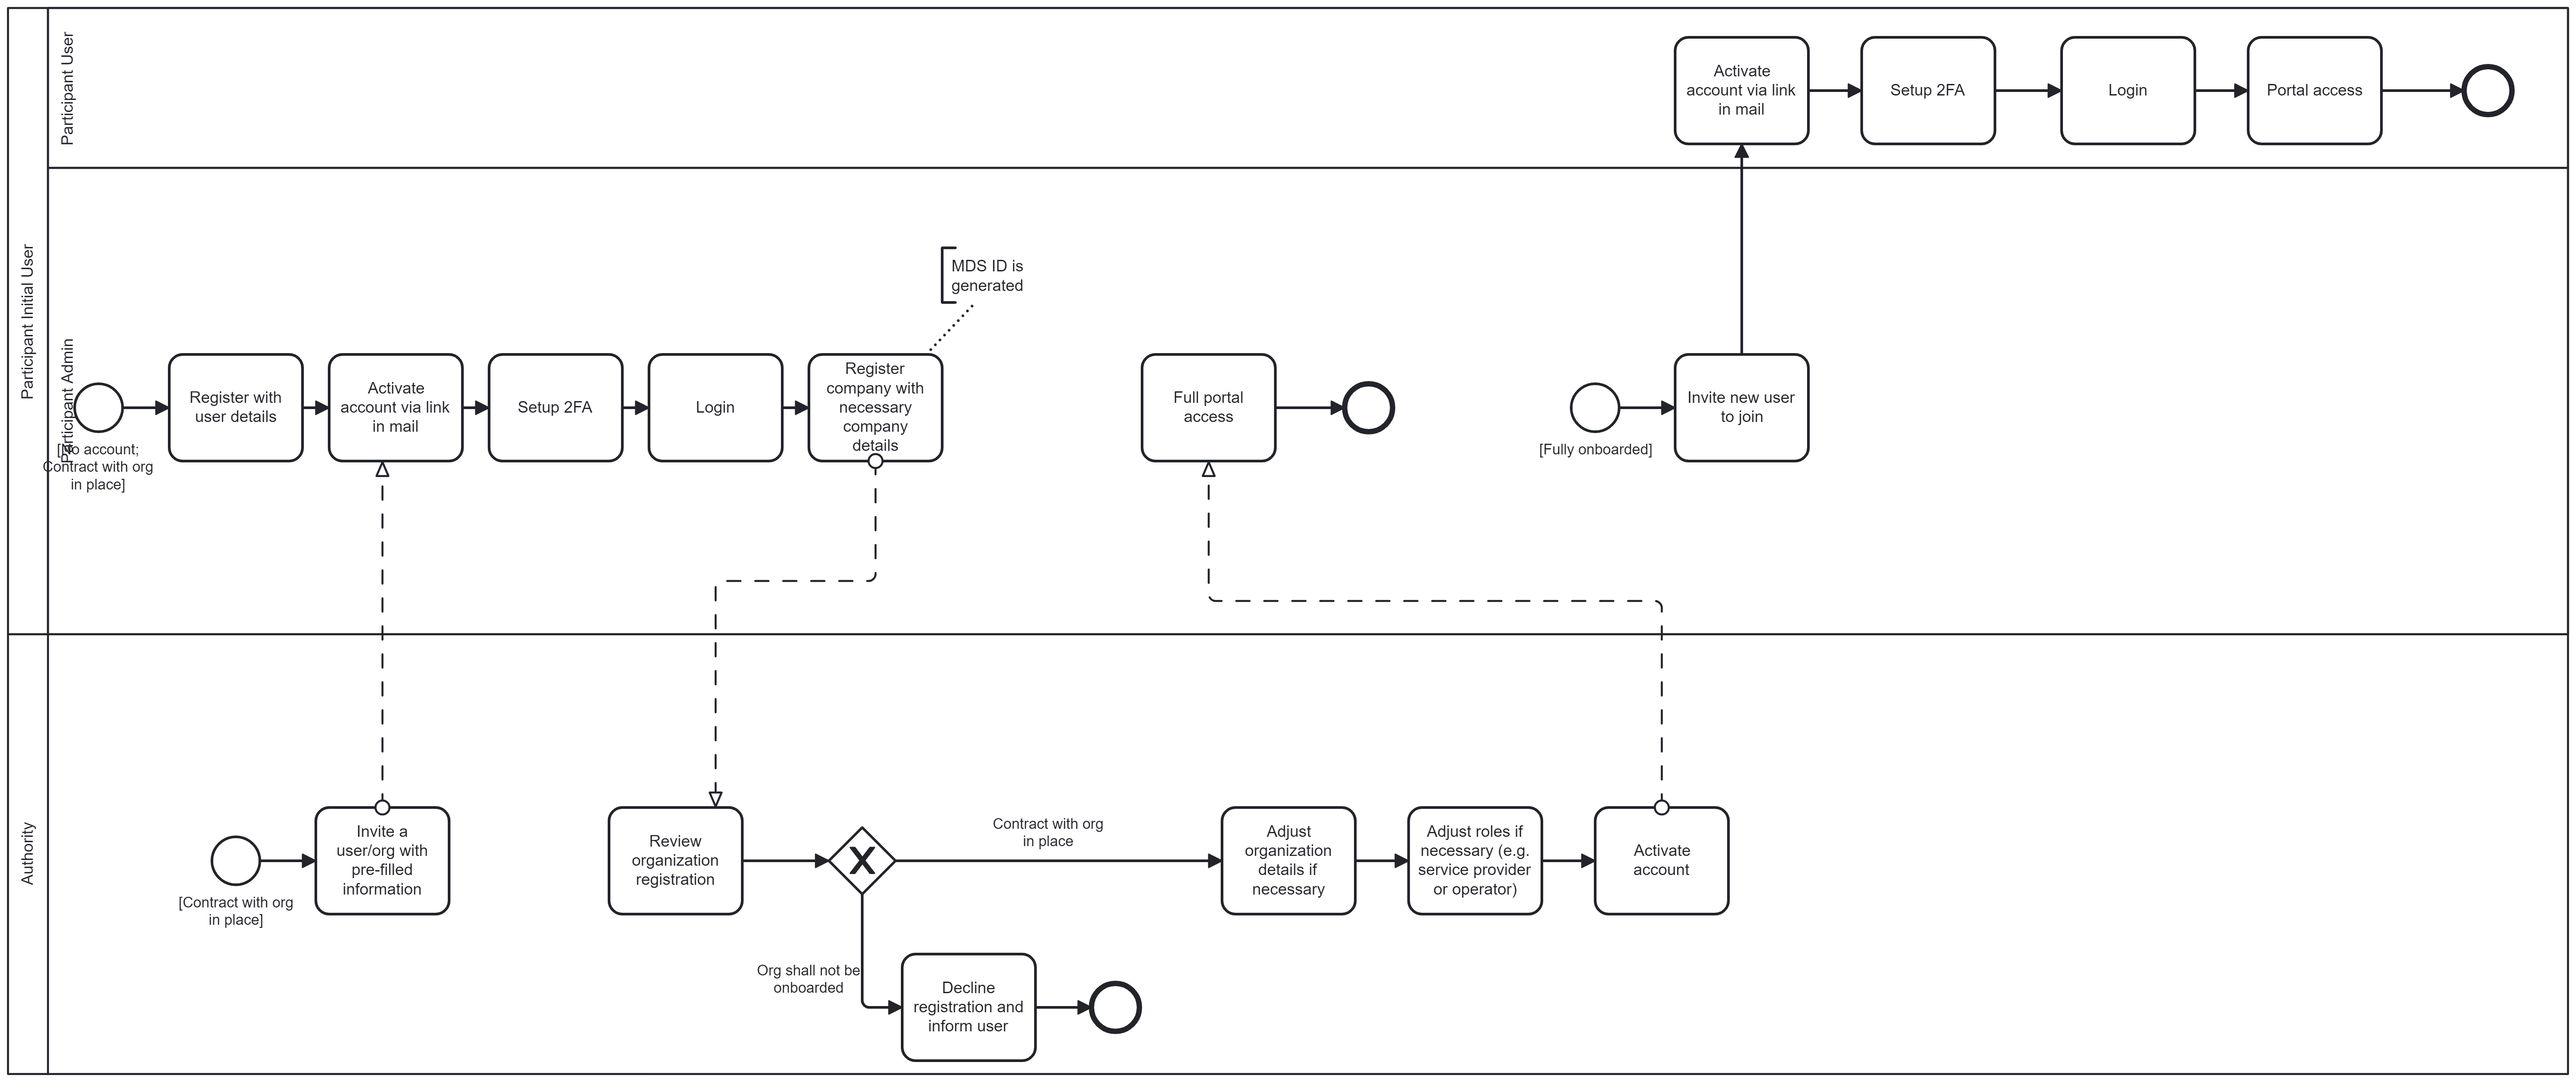 Participant Initial User
Participant User
Activate
account via link
in mail
Setup 2FA
Login
Portal access
Participant Admin
[No account;
Contract with org
in place]
Register with
user details
Activate
account via link
in mail
Setup 2FA
Login
Register
company with
necessary
company
details
MDS ID is
generated
Full portal
access
[Fully onboarded]
Invite new user
to join
Authority
[Contract with org
in place]
Invite a
user/org with
pre-filled
information
Review
organization
registration
X
Contract with org
in place
Adjust
organization
details if
necessary
Adjust roles if
necessary (e.g.
service provider
or operator)
Activate
account
Org shall not be
onboarded
Decline
registration and
inform user